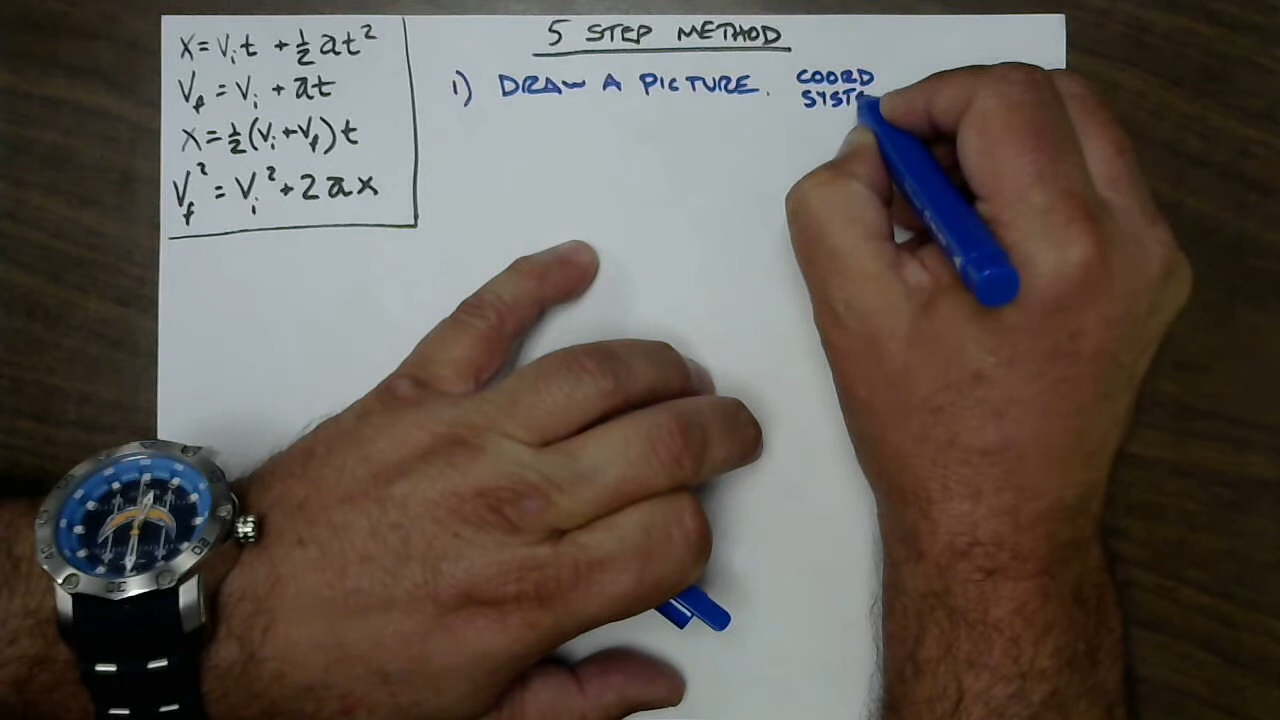 x = vᵢt + ½at²
v_f = vᵢ + at
x = ½(vᵢ + v_f)t
v_f² = vᵢ² + 2ax
5 STEP METHOD
1) DRAW A PICTURE.
COORD
SYSTE